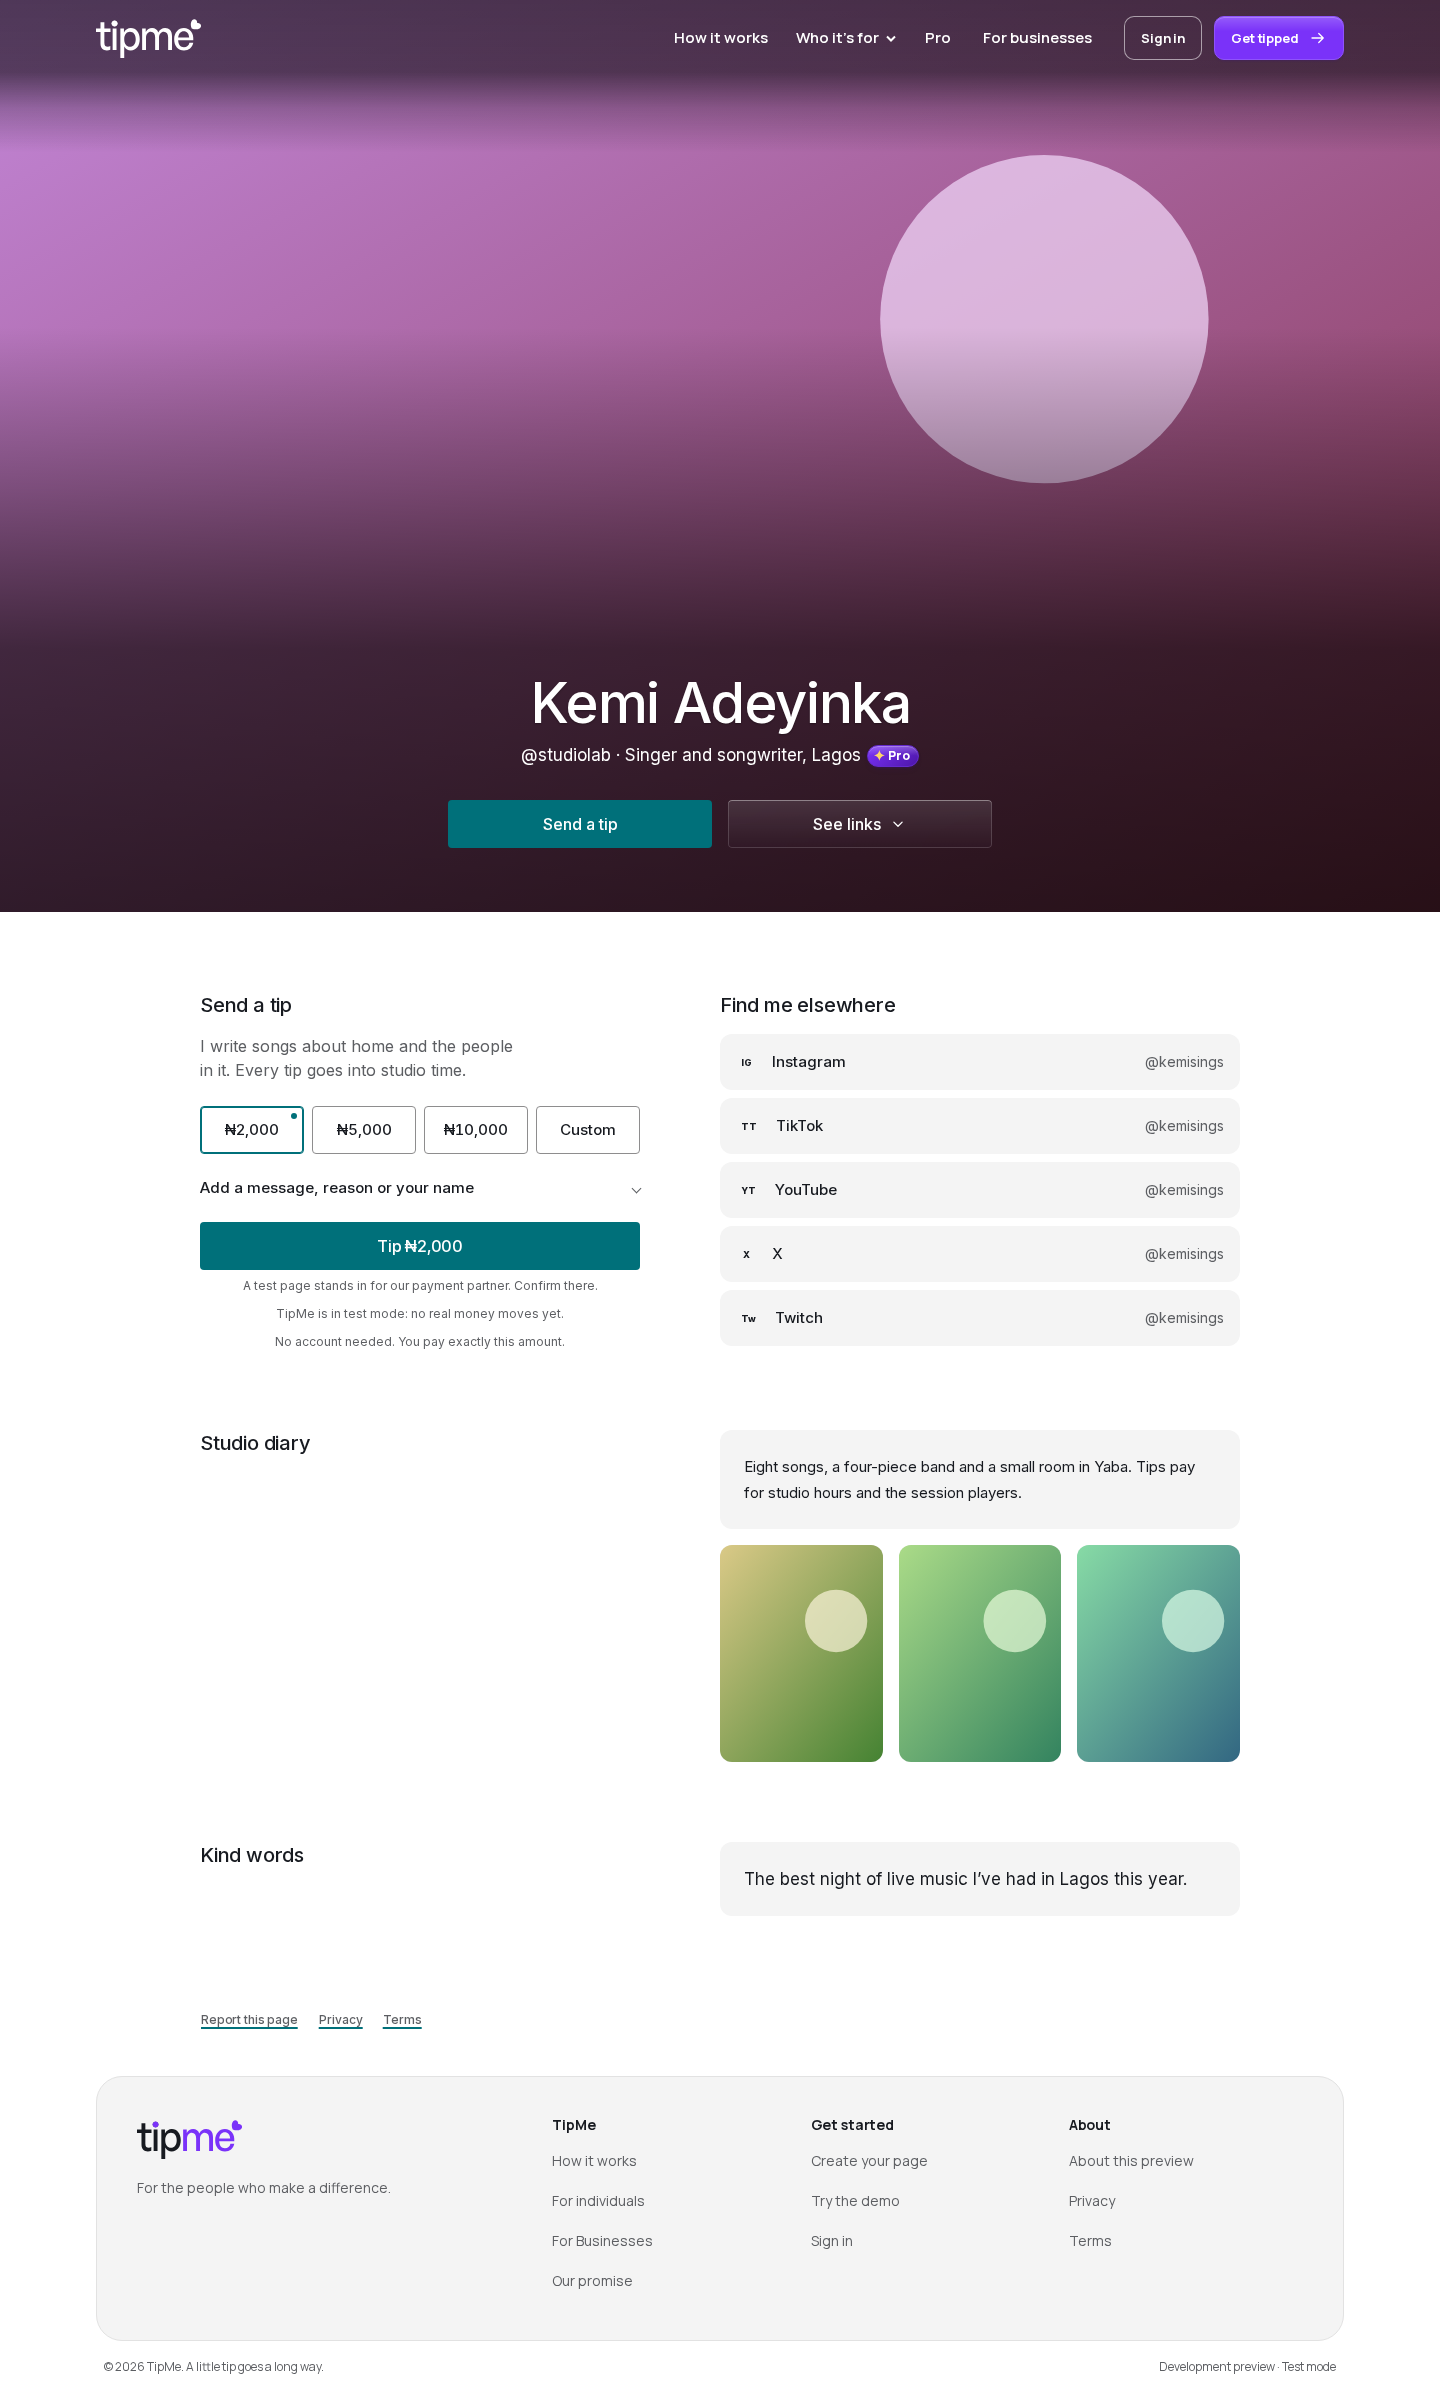 tipme
How it works
Who it's for
Pro
For businesses
Sign in
Get tipped
Kemi Adeyinka
@studiolab · Singer and songwriter, Lagos
Pro
Send a tip
See links
Send a tip
I write songs about home and the people
in it. Every tip goes into studio time.
₦2,000
₦5,000
₦10,000
Custom
Add a message, reason or your name
Tip ₦2,000
A test page stands in for our payment partner. Confirm there.
TipMe is in test mode: no real money moves yet.
No account needed. You pay exactly this amount.
Find me elsewhere
IG Instagram @kemisings
TT TikTok @kemisings
YT YouTube @kemisings
X X @kemisings
Tw Twitch @kemisings
Studio diary
Eight songs, a four-piece band and a small room in Yaba. Tips pay
for studio hours and the session players.
Kind words
The best night of live music I’ve had in Lagos this year.
Report this page
Privacy
Terms
tipme
For the people who make a difference.
TipMe
How it works
For individuals
For Businesses
Our promise
Get started
Create your page
Try the demo
Sign in
About
About this preview
Privacy
Terms
© 2026 TipMe. A little tip goes a long way.
Development preview · Test mode